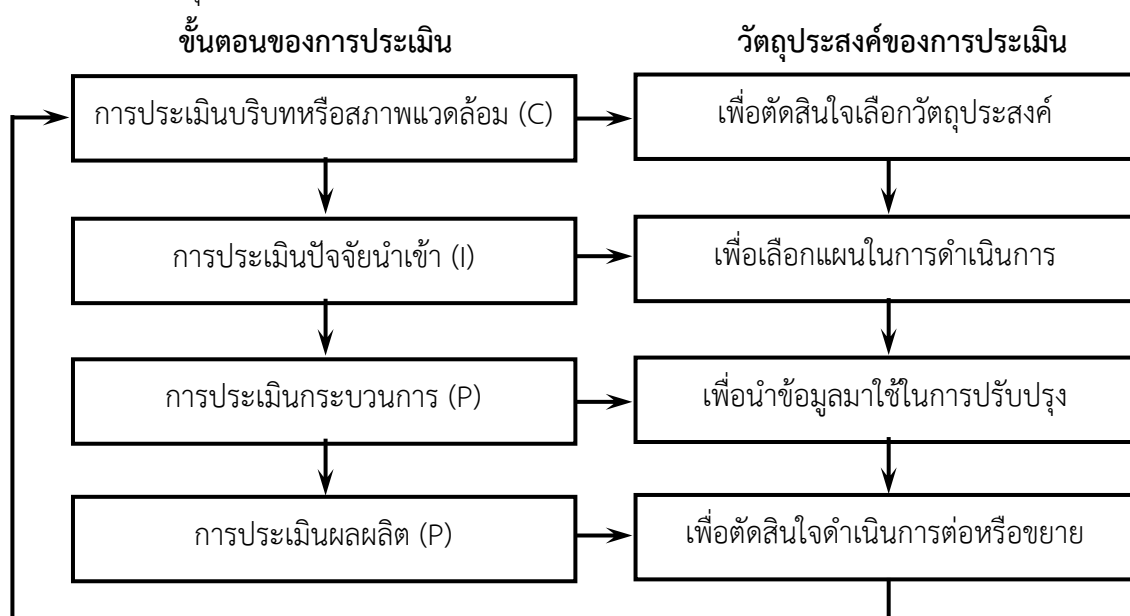 ขั้นตอนของการประเมิน
วัตถุประสงค์ของการประเมิน
การประเมินบริบทหรือสภาพแวดล้อม (C)
เพื่อตัดสินใจเลือกวัตถุประสงค์
การประเมินปัจจัยนำเข้า (I)
เพื่อเลือกแผนในการดำเนินการ
การประเมินกระบวนการ (P)
เพื่อนำข้อมูลมาใช้ในการปรับปรุง
การประเมินผลผลิต (P)
เพื่อตัดสินใจดำเนินการต่อหรือขยาย